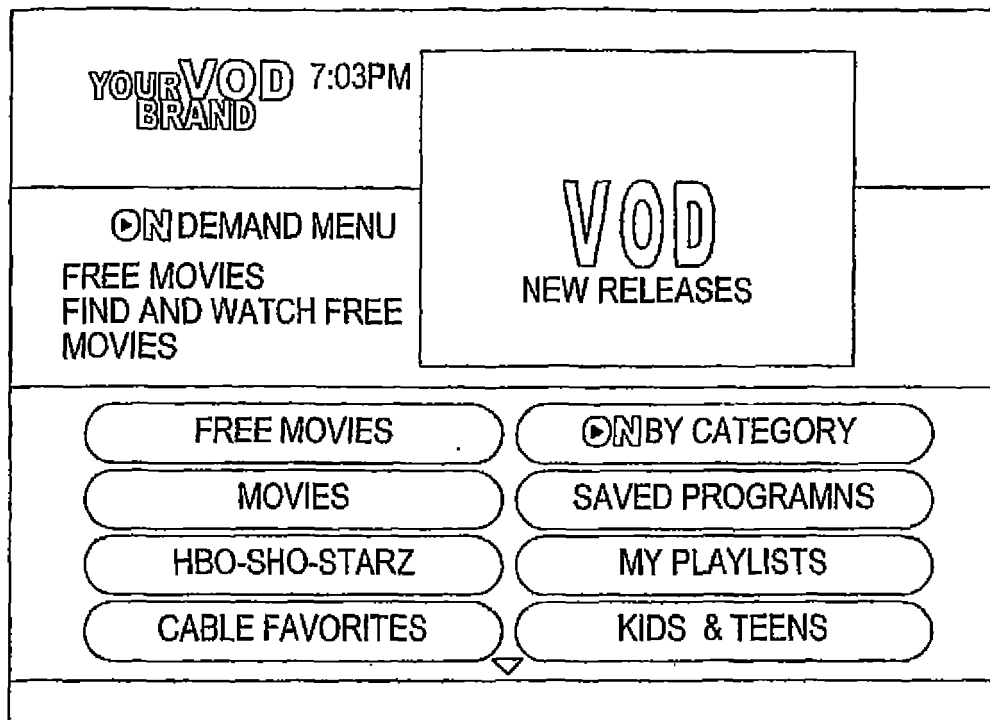 YOUR VOD 7:03PM
BRAND
VOD
NEW RELEASES
ON DEMAND MENU
FREE MOVIES
FIND AND WATCH FREE
MOVIES
FREE MOVIES
ON BY CATEGORY
MOVIES
SAVED PROGRAMNS
HBO-SHO-STARZ
MY PLAYLISTS
CABLE FAVORITES
KIDS & TEENS